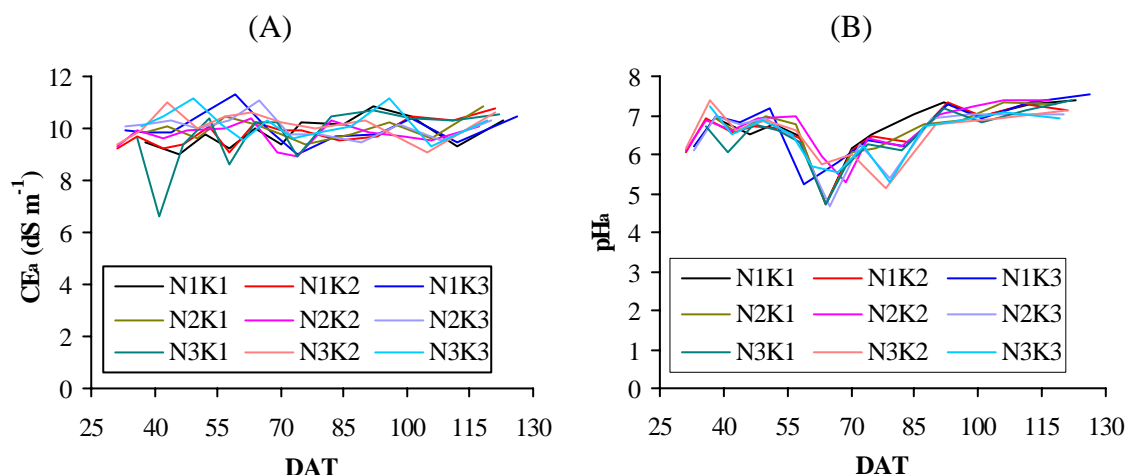 (A)
12
10
8
6
4
2
0
CEa (dS m-1)
N1K1 N1K2 N1K3
N2K1 N2K2 N2K3
N3K1 N3K2 N3K3
25 40 55 70 85 100 115 130
DAT
(B)
8
7
6
5
4
3
2
1
0
pHa
N1K1 N1K2 N1K3
N2K1 N2K2 N2K3
N3K1 N3K2 N3K3
25 40 55 70 85 100 115 130
DAT